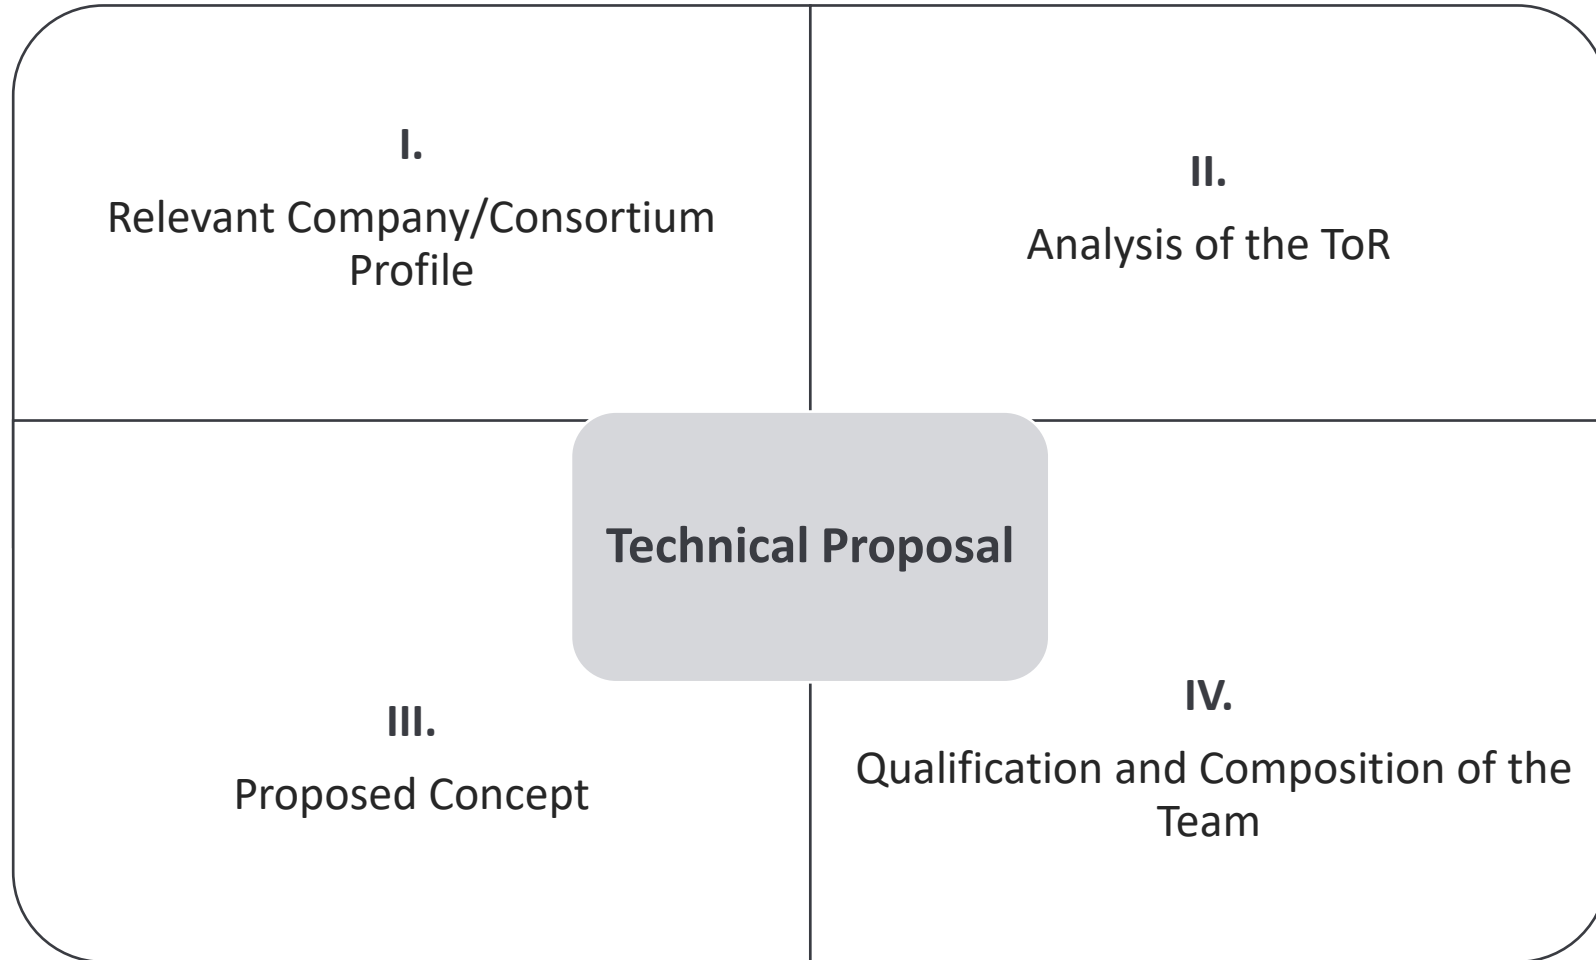 I.
Relevant Company/Consortium
Profile
II.
Analysis of the ToR
Technical Proposal
III.
Proposed Concept
IV.
Qualification and Composition of the
Team